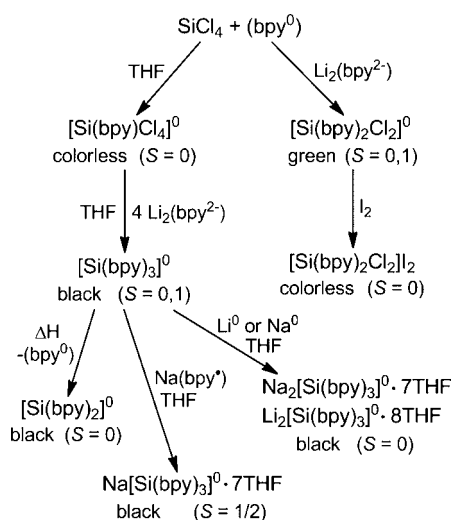 SiCl₄ + (bpy⁰)
THF
Li₂(bpy²⁻)
[Si(bpy)Cl₄]⁰
colorless (S = 0)
[Si(bpy)₂Cl₂]⁰
green (S = 0,1)
THF
4 Li₂(bpy²⁻)
I₂
[Si(bpy)₃]⁰
black (S = 0,1)
[Si(bpy)₂Cl₂]I₂
colorless (S = 0)
ΔH
-(bpy⁰)
Li⁰ or Na⁰
THF
Na(bpy•)
THF
[Si(bpy)₂]⁰
black (S = 0)
Na₂[Si(bpy)₃]⁰· 7THF
Li₂[Si(bpy)₃]⁰· 8THF
black (S = 0)
Na[Si(bpy)₃]⁰· 7THF
black (S = 1/2)